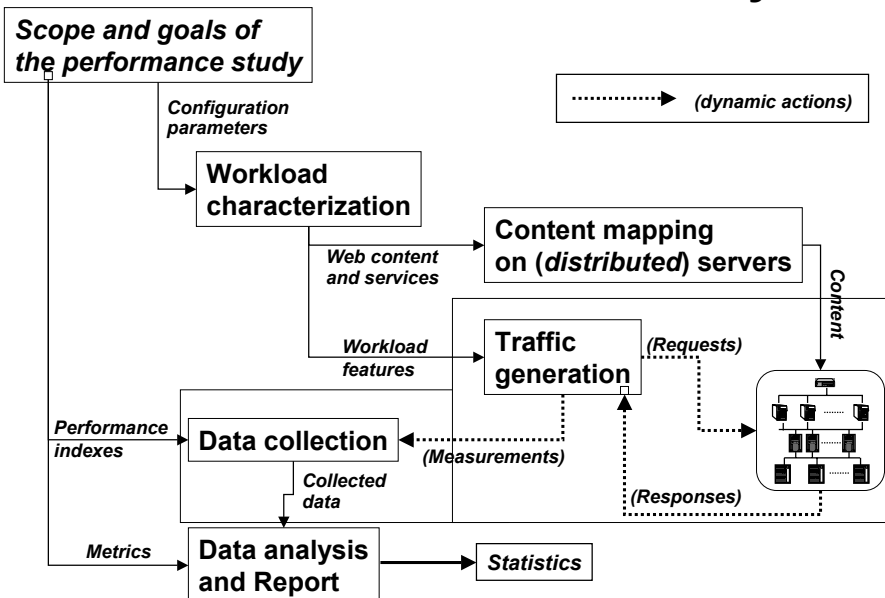 Scope and goals of
the performance study
(dynamic actions)
Configuration
parameters
Workload
characterization
Content mapping
on (distributed) servers
Web content
and services
Content
Traffic
generation
(Requests)
Workload
features
Performance
indexes
Data collection
(Measurements)
Collected
data
(Responses)
Metrics
Data analysis
and Report
Statistics